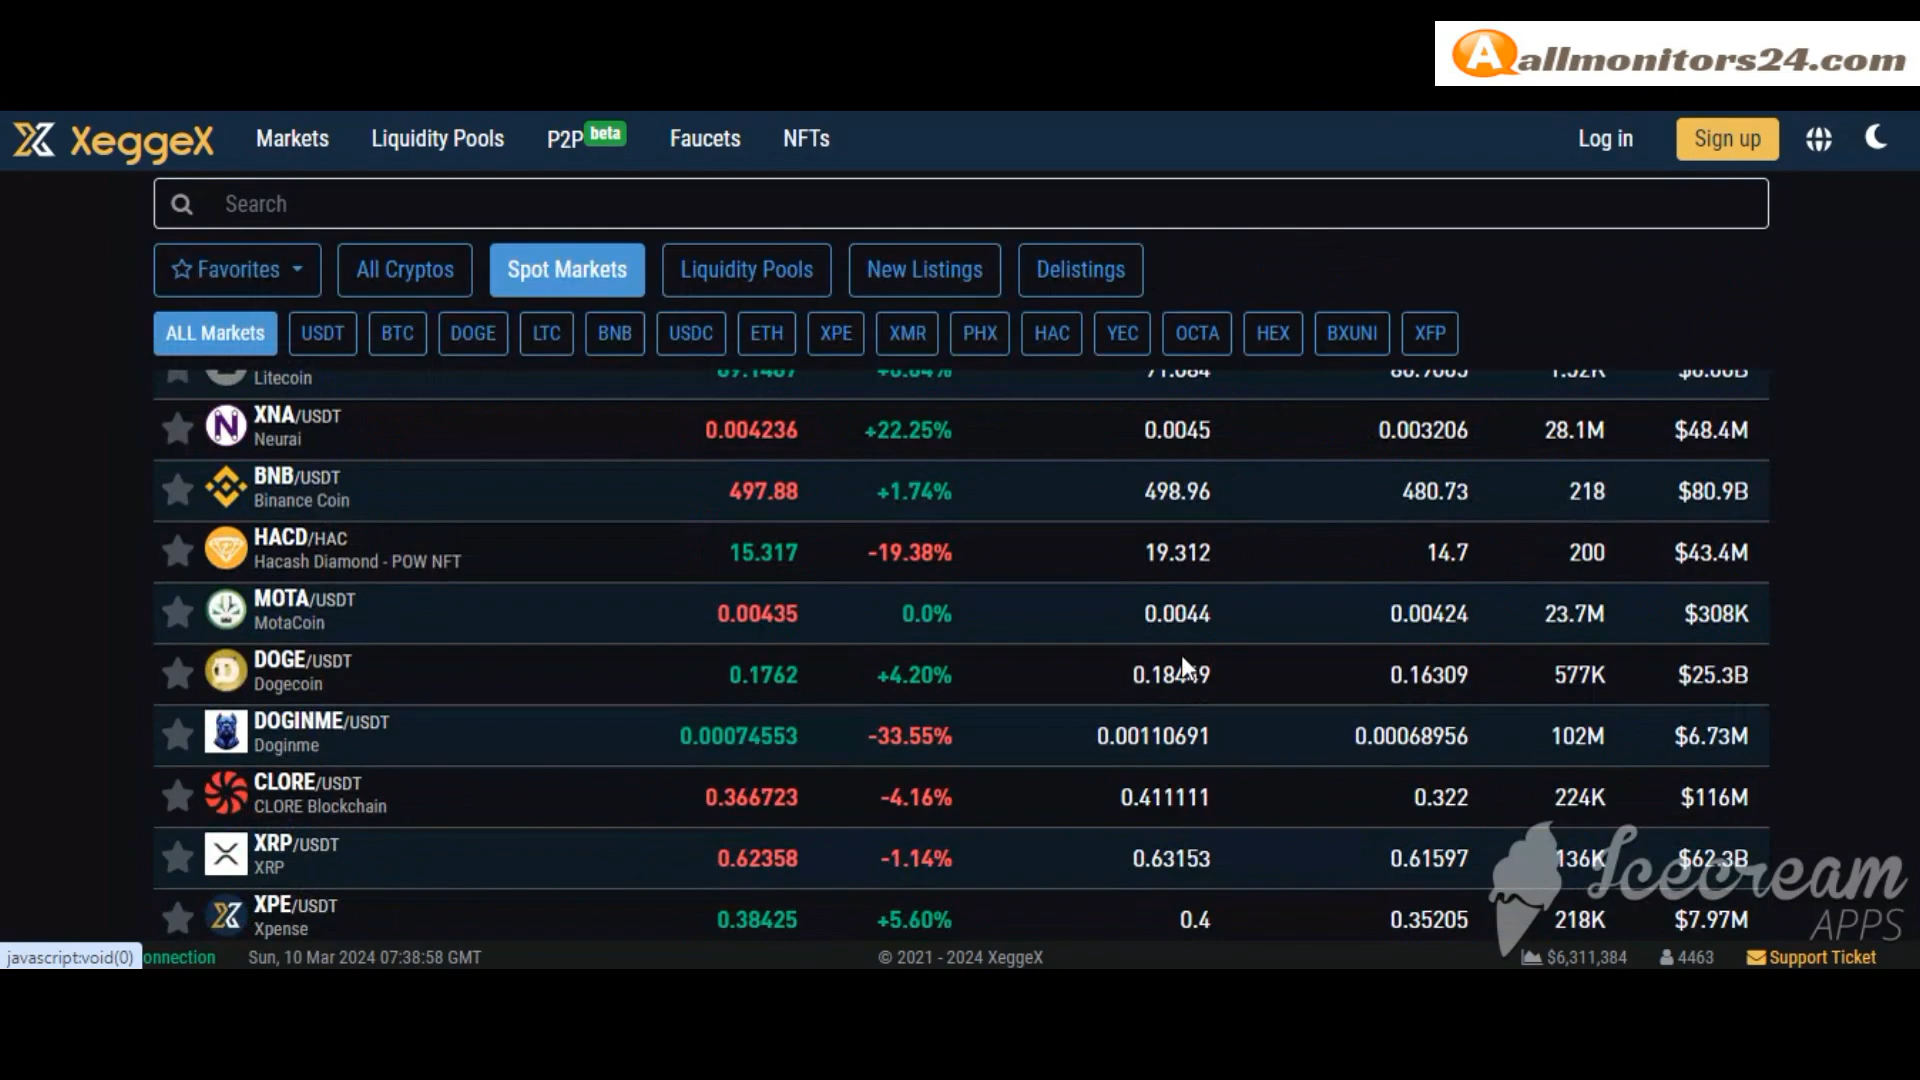 allmonitors24.com
XeggeX Markets Liquidity Pools P2P beta Faucets NFTs Log in Sign up
Search
Favorites All Cryptos Spot Markets Liquidity Pools New Listings Delistings
ALL Markets USDT BTC DOGE LTC BNB USDC ETH XPE XMR PHX HAC YEC OCTA HEX BXUNI XFP
Litecoin
XNA/USDT
Neurai
0.004236 +22.25% 0.0045 0.003206 28.1M $48.4M
BNB/USDT
Binance Coin
497.88 +1.74% 498.96 480.73 218 $80.9B
HACD/HAC
Hacash Diamond - POW NFT
15.317 -19.38% 19.312 14.7 200 $43.4M
MOTA/USDT
MotaCoin
0.00435 0.0% 0.0044 0.00424 23.7M $308K
DOGE/USDT
Dogecoin
0.1762 +4.20% 0.16309 577K $25.3B
DOGINME/USDT
Doginme
0.00074553 -33.55% 0.00110691 0.00068956 102M $6.73M
CLORE/USDT
CLORE Blockchain
0.366723 -4.16% 0.411111 0.322 224K $116M
XRP/USDT
XRP
0.62358 -1.14% 0.63153 0.61597 136K $62.3B
XPE/USDT
Xpense
0.38425 +5.60% 0.4 0.35205 218K $7.97M
Icecream
APPS
javascript:void(0) onnection Sun, 10 Mar 2024 07:38:58 GMT © 2021 - 2024 XeggeX $6,311,384 4463 Support Ticket